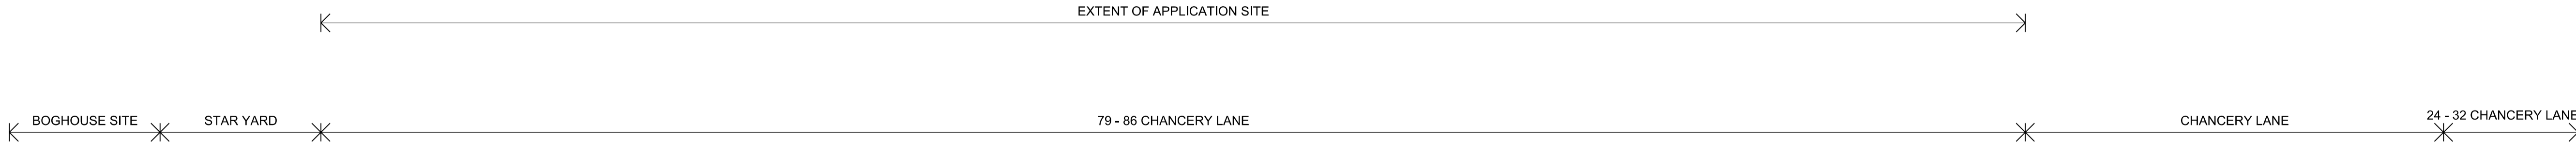 EXTENT OF APPLICATION SITE
BOGHOUSE SITE
STAR YARD
79 - 86 CHANCERY LANE
CHANCERY LANE
24 - 32 CHANCERY LANE